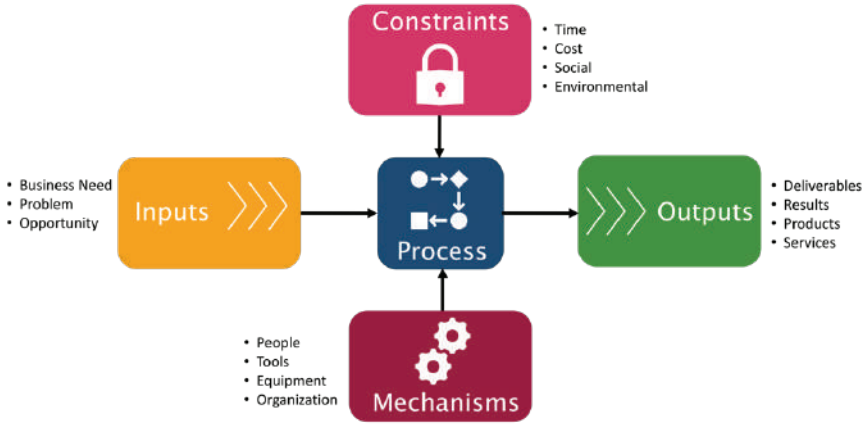 Constraints
• Time
• Cost
• Social
• Environmental
• Business Need
• Problem
• Opportunity
Inputs
Process
Outputs
• Deliverables
• Results
• Products
• Services
• People
• Tools
• Equipment
• Organization
Mechanisms